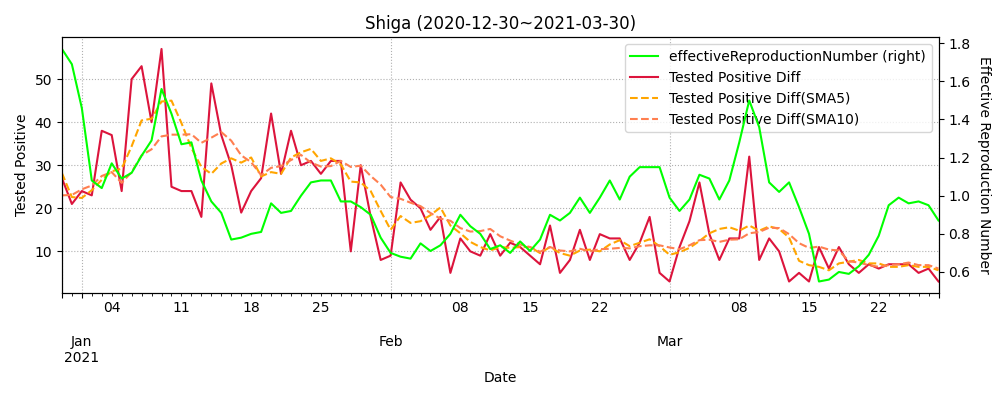 Shiga (2020-12-30~2021-03-30)
effectiveReproductionNumber (right)
Tested Positive Diff
Tested Positive Diff(SMA5)
Tested Positive Diff(SMA10)
Tested Positive
50
40
30
20
10
1.8
1.6
1.4
1.2
1.0
0.8
0.6
Effective Reproduction Number
04 11 18 25 08 15 22 08 15 22
Jan Feb Mar
2021
Date